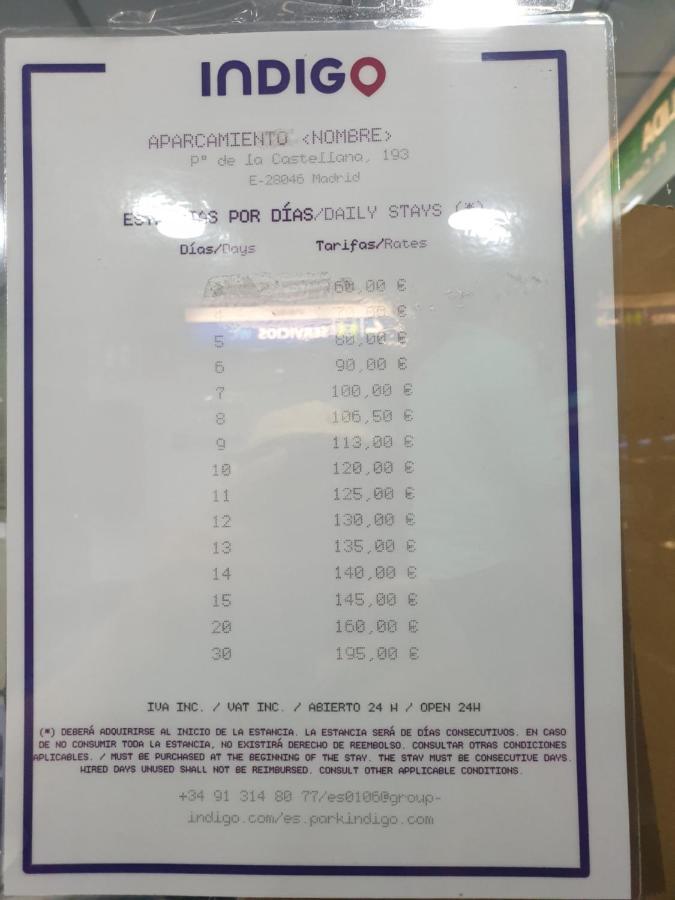 INDIGO
APARCAMIENTO <NOMBRE>
Pº de la Castellana, 193
E-28046 Madrid
POR DÍAS/DAILY STAYS (*)
Días/Days Tarifas/Rates
60,00 €
4
5 80,00 €
6 90,00 €
7 100,00 €
8 106,50 €
9 113,00 €
10 120,00 €
11 125,00 €
12 130,00 €
13 135,00 €
14 140,00 €
15 145,00 €
20 160,00 €
30 195,00 €
IVA INC. / VAT INC. / ABIERTO 24 H / OPEN 24H
(*) DEBERÁ ADQUIRIRSE AL INICIO DE LA ESTANCIA. LA ESTANCIA SERÁ DE DÍAS CONSECUTIVOS. EN CASO
DE NO CONSUMIR TODA LA ESTANCIA, NO EXISTIRÁ DERECHO DE REEMBOLSO. CONSULTAR OTRAS CONDICIONES
APLICABLES. / MUST BE PURCHASED AT THE BEGINNING OF THE STAY. THE STAY MUST BE CONSECUTIVE DAYS.
HIRED DAYS UNUSED SHALL NOT BE REIMBURSED. CONSULT OTHER APPLICABLE CONDITIONS.
+34 91 314 80 77/es0106@group-
indigo.com/es.parkindigo.com